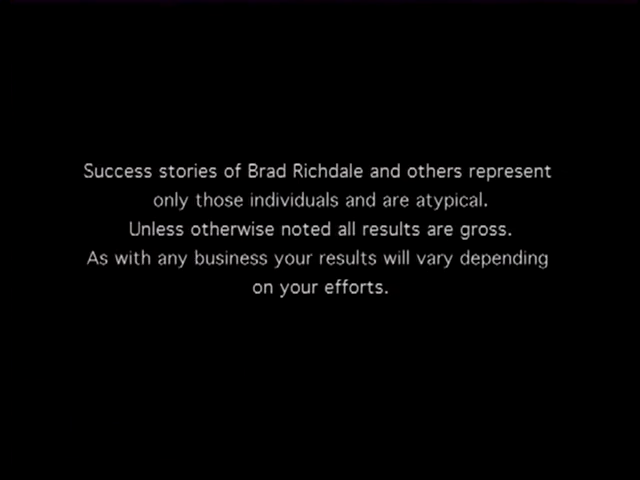 Success stories of Brad Richdale and others represent
only those individuals and are atypical.
Unless otherwise noted all results are gross.
As with any business your results will vary depending
on your efforts.